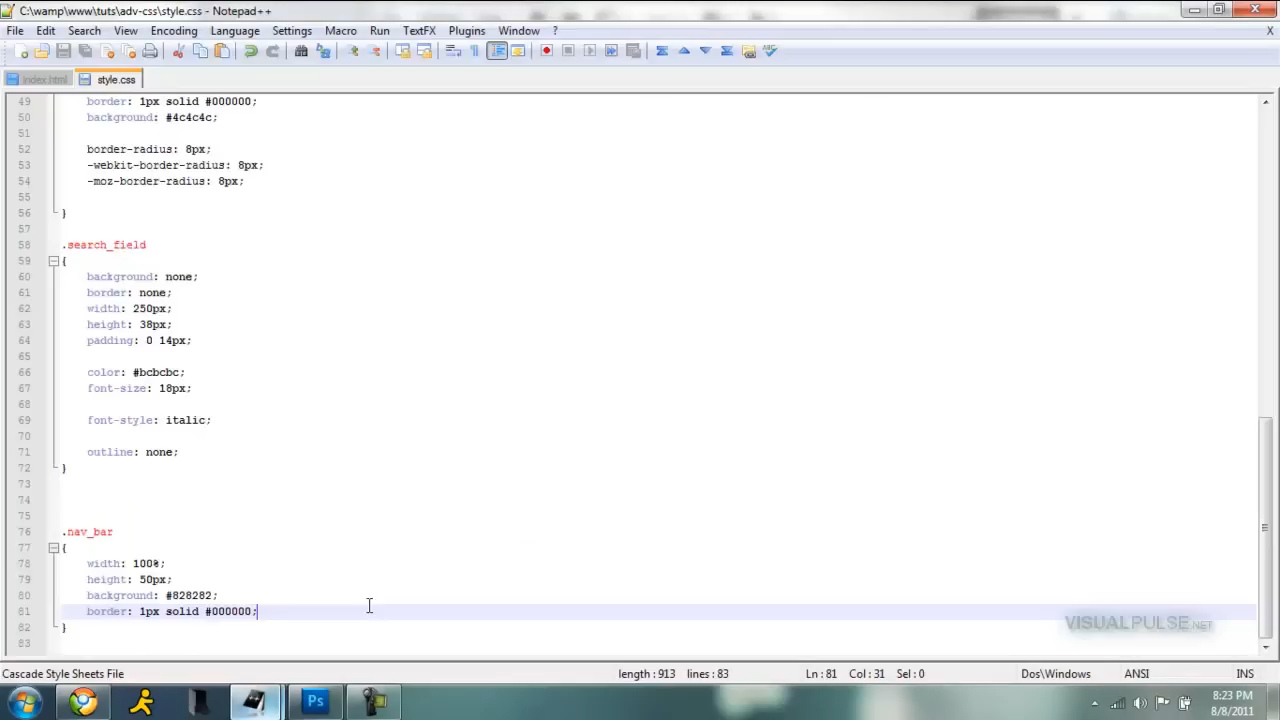 C:\wamp\www\tuts\adv-css\style.css - Notepad++
File Edit Search View Encoding Language Settings Macro Run TextFX Plugins Window ? X
index.html style.css
49 border: 1px solid #000000;
50 background: #4c4c4c;
51
52 border-radius: 8px;
53 -webkit-border-radius: 8px;
54 -moz-border-radius: 8px;
55
56 }
57
58 .search_field
59 {
60 background: none;
61 border: none;
62 width: 250px;
63 height: 38px;
64 padding: 0 14px;
65
66 color: #bcbcbc;
67 font-size: 18px;
68
69 font-style: italic;
70
71 outline: none;
72 }
73
74
75
76 .nav_bar
77 {
78 width: 100%;
79 height: 50px;
80 background: #828282;
81 border: 1px solid #000000;
82 }
83
VISUALPULSE.NET
Cascade Style Sheets File length : 913 lines : 83 Ln : 81 Col : 31 Sel : 0 Dos\Windows ANSI INS
Ps
8:23 PM
8/8/2011